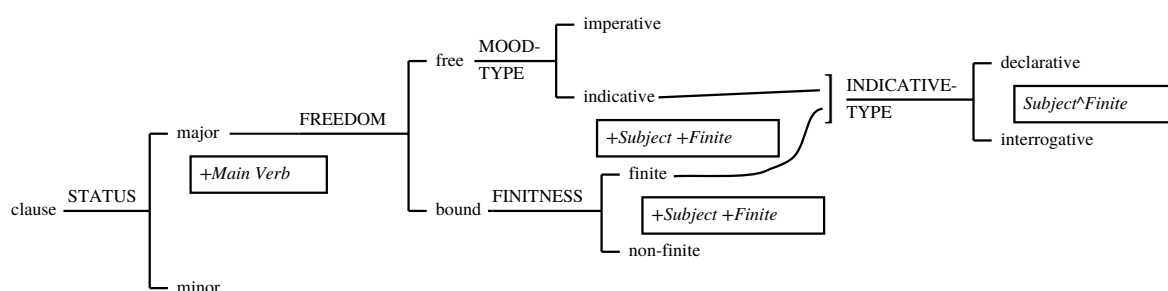 imperative
MOOD-
TYPE
free
declarative
indicative
INDICATIVE-
TYPE
Subject^Finite
FREEDOM
major
+Subject +Finite
interrogative
+Main Verb
finite
STATUS
FINITNESS
clause
bound
+Subject +Finite
non-finite
minor